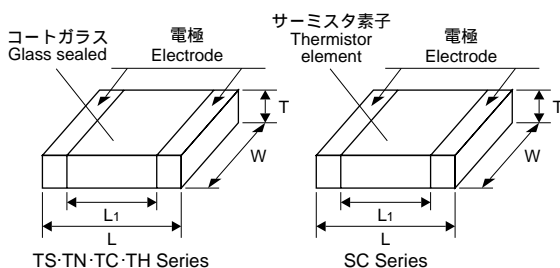 コートガラス
Glass sealed
電極
Electrode
T
W
L1
L
TS·TN·TC·TH Series
サーミスタ素子
Thermistor
element
電極
Electrode
T
W
L1
L
SC Series